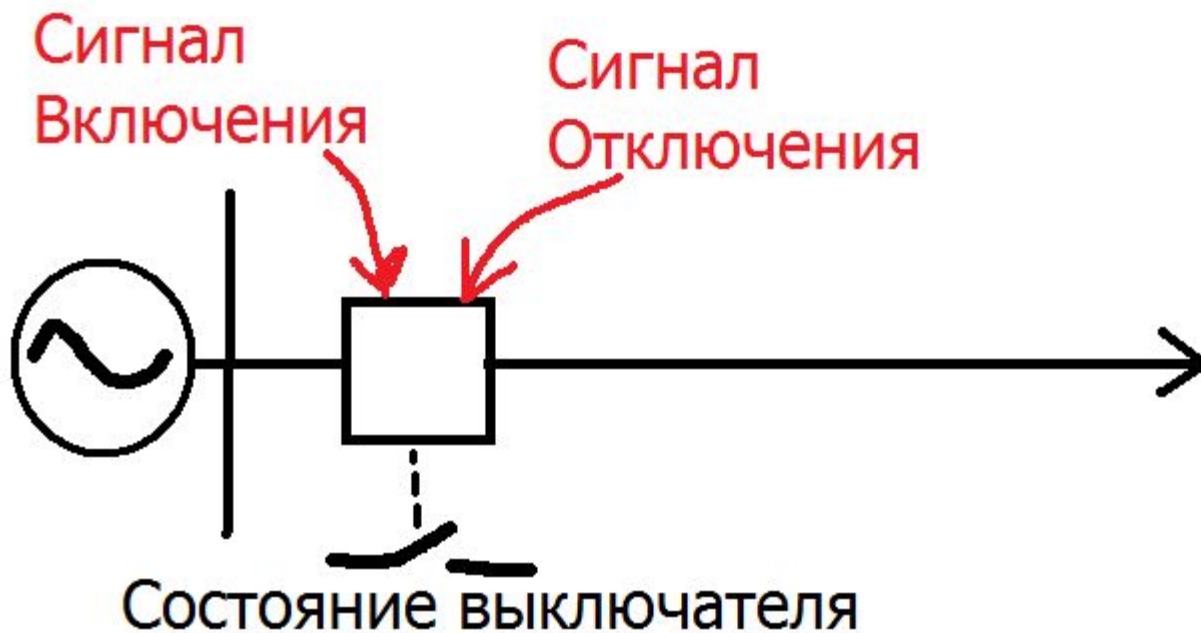 Сигнал
Включения
Сигнал
Отключения
Состояние выключателя